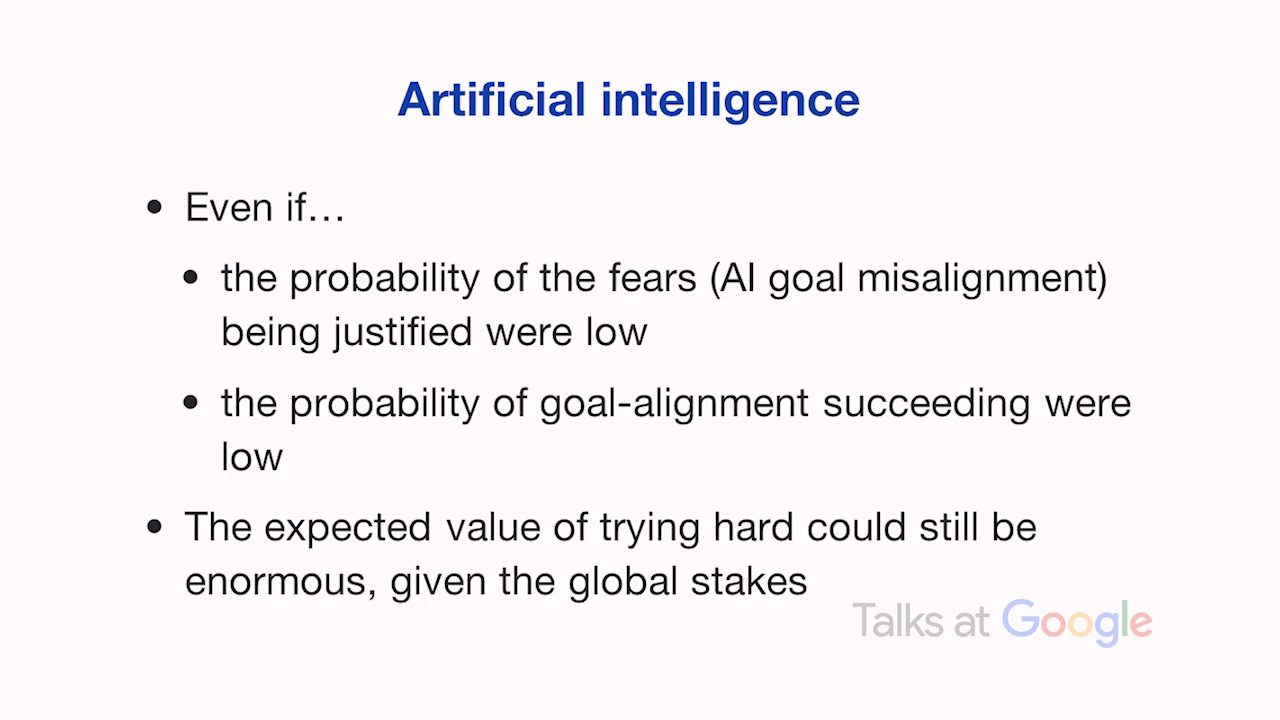 Artificial intelligence
• Even if…
• the probability of the fears (AI goal misalignment)
being justified were low
• the probability of goal-alignment succeeding were
low
• The expected value of trying hard could still be
enormous, given the global stakes
Talks at Google